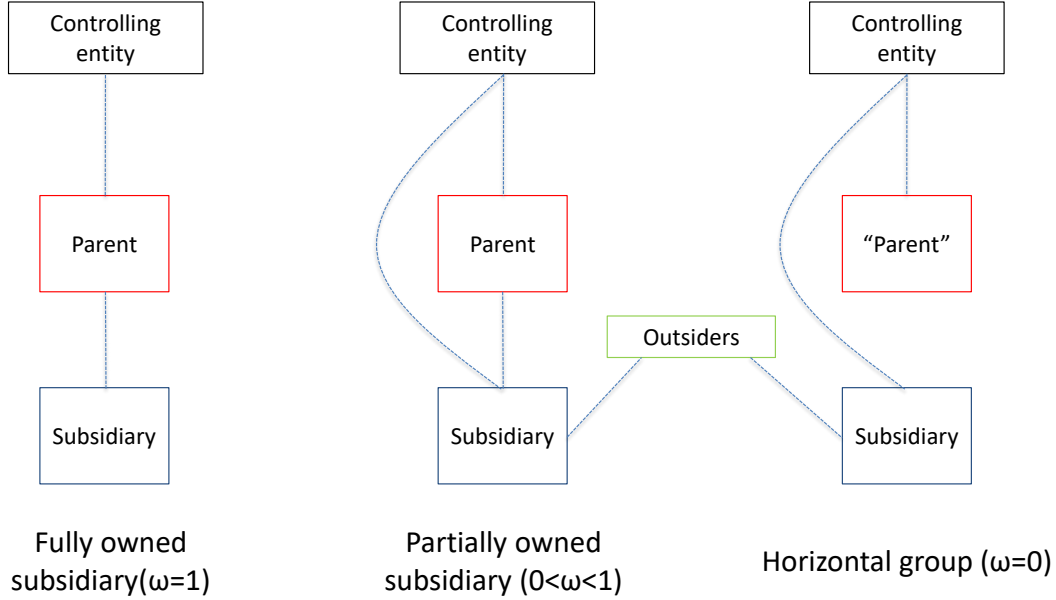 Controlling
entity
Controlling
entity
Controlling
entity
Parent
Parent
“Parent”
Outsiders
Subsidiary
Subsidiary
Subsidiary
Fully owned
subsidiary(ω=1)
Partially owned
subsidiary (0<ω<1)
Horizontal group (ω=0)